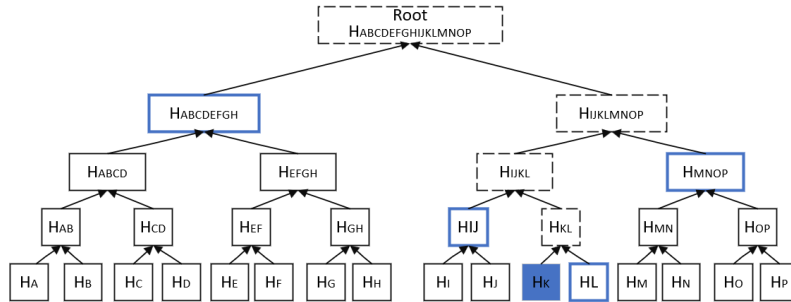 Root
HABCDEFGHIJKLMNOP
HABCDEFGH
HIJKLMNOP
HABCD
HEFGH
HIJKL
HMNOP
HAB
HCD
HEF
HGH
HIJ
HKL
HMN
HOP
HA
HB
HC
HD
HE
HF
HG
HH
HI
HJ
HK
HL
HM
HN
HO
HP